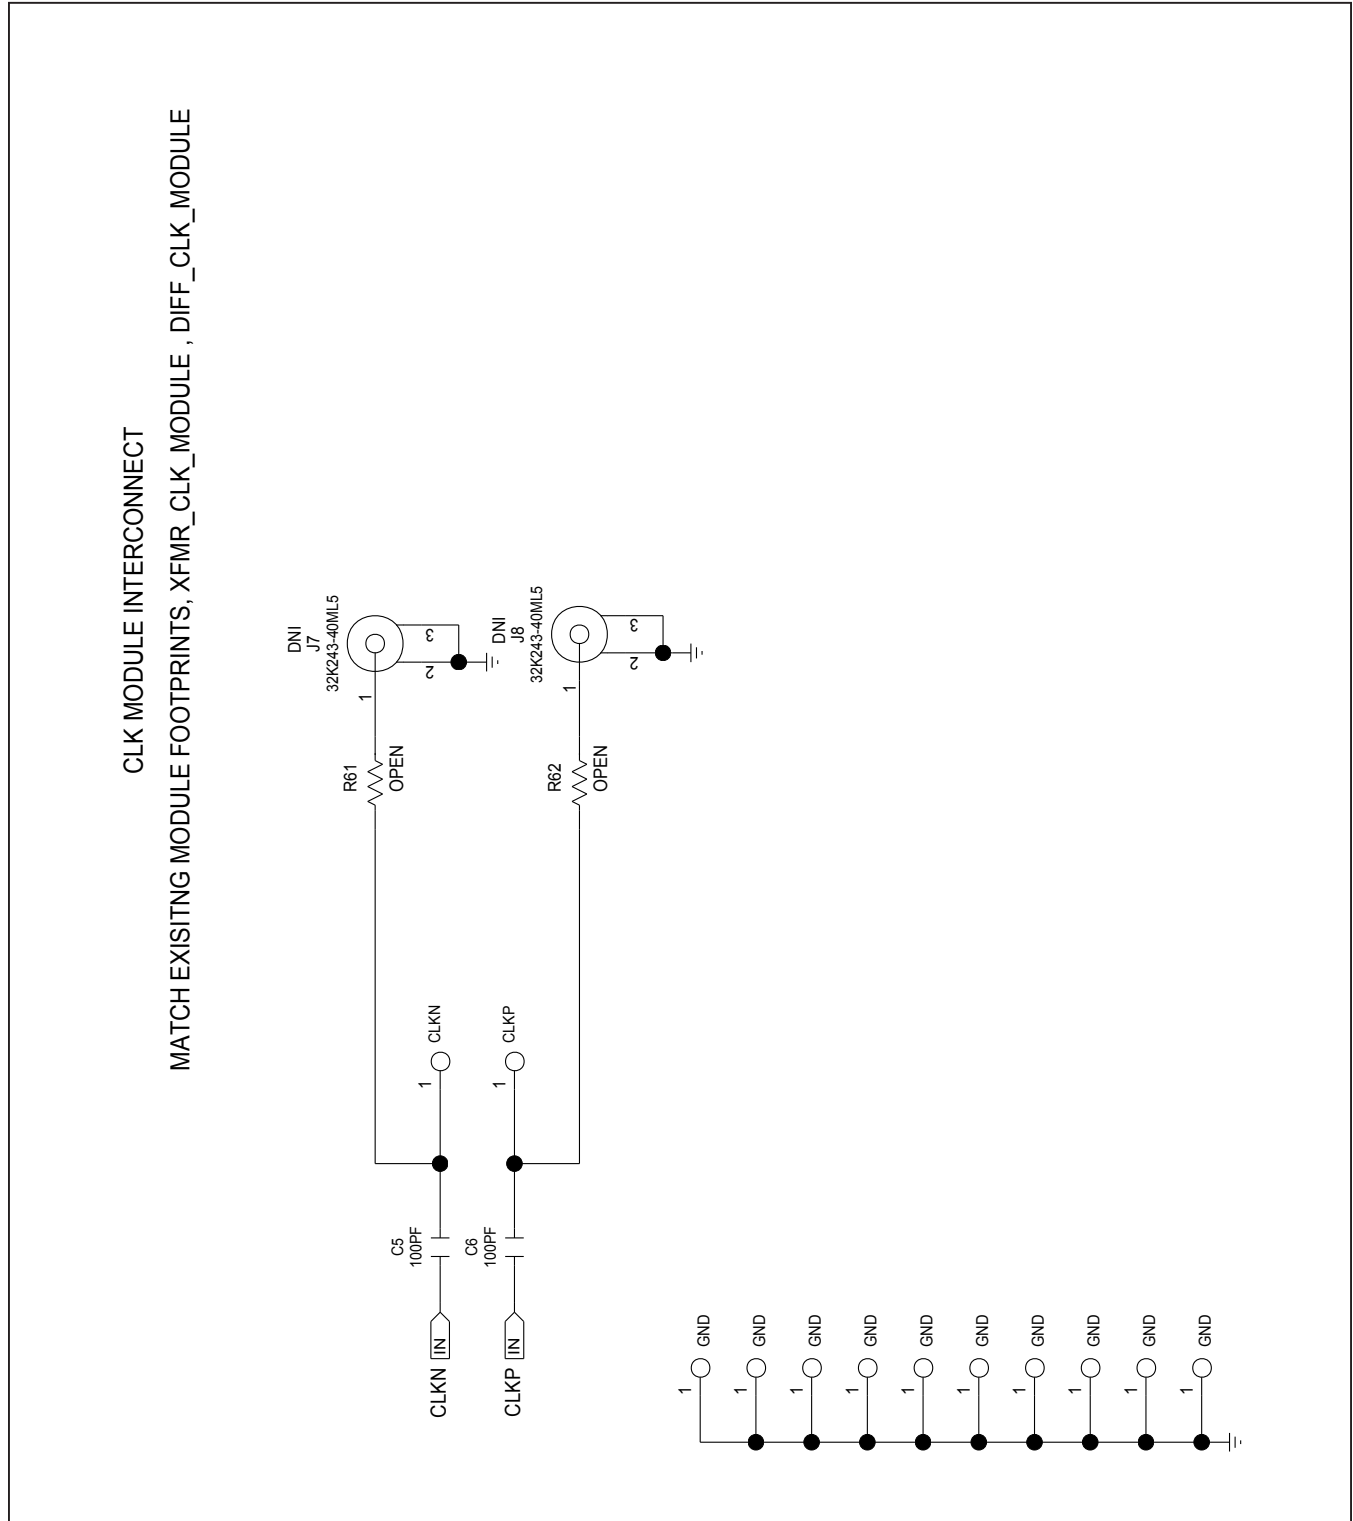 CLK MODULE INTERCONNECT
MATCH EXISITNG MODULE FOOTPRINTS, XFMR_CLK_MODULE , DIFF_CLK_MODULE
DNI
J7
32K243-40ML5
1
2
3
R61
OPEN
DNI
J8
32K243-40ML5
1
2
3
R62
OPEN
1
CLKN
1
CLKP
C5
100PF
C6
100PF
CLKN IN
CLKP IN
1 GND
1 GND
1 GND
1 GND
1 GND
1 GND
1 GND
1 GND
1 GND
1 GND